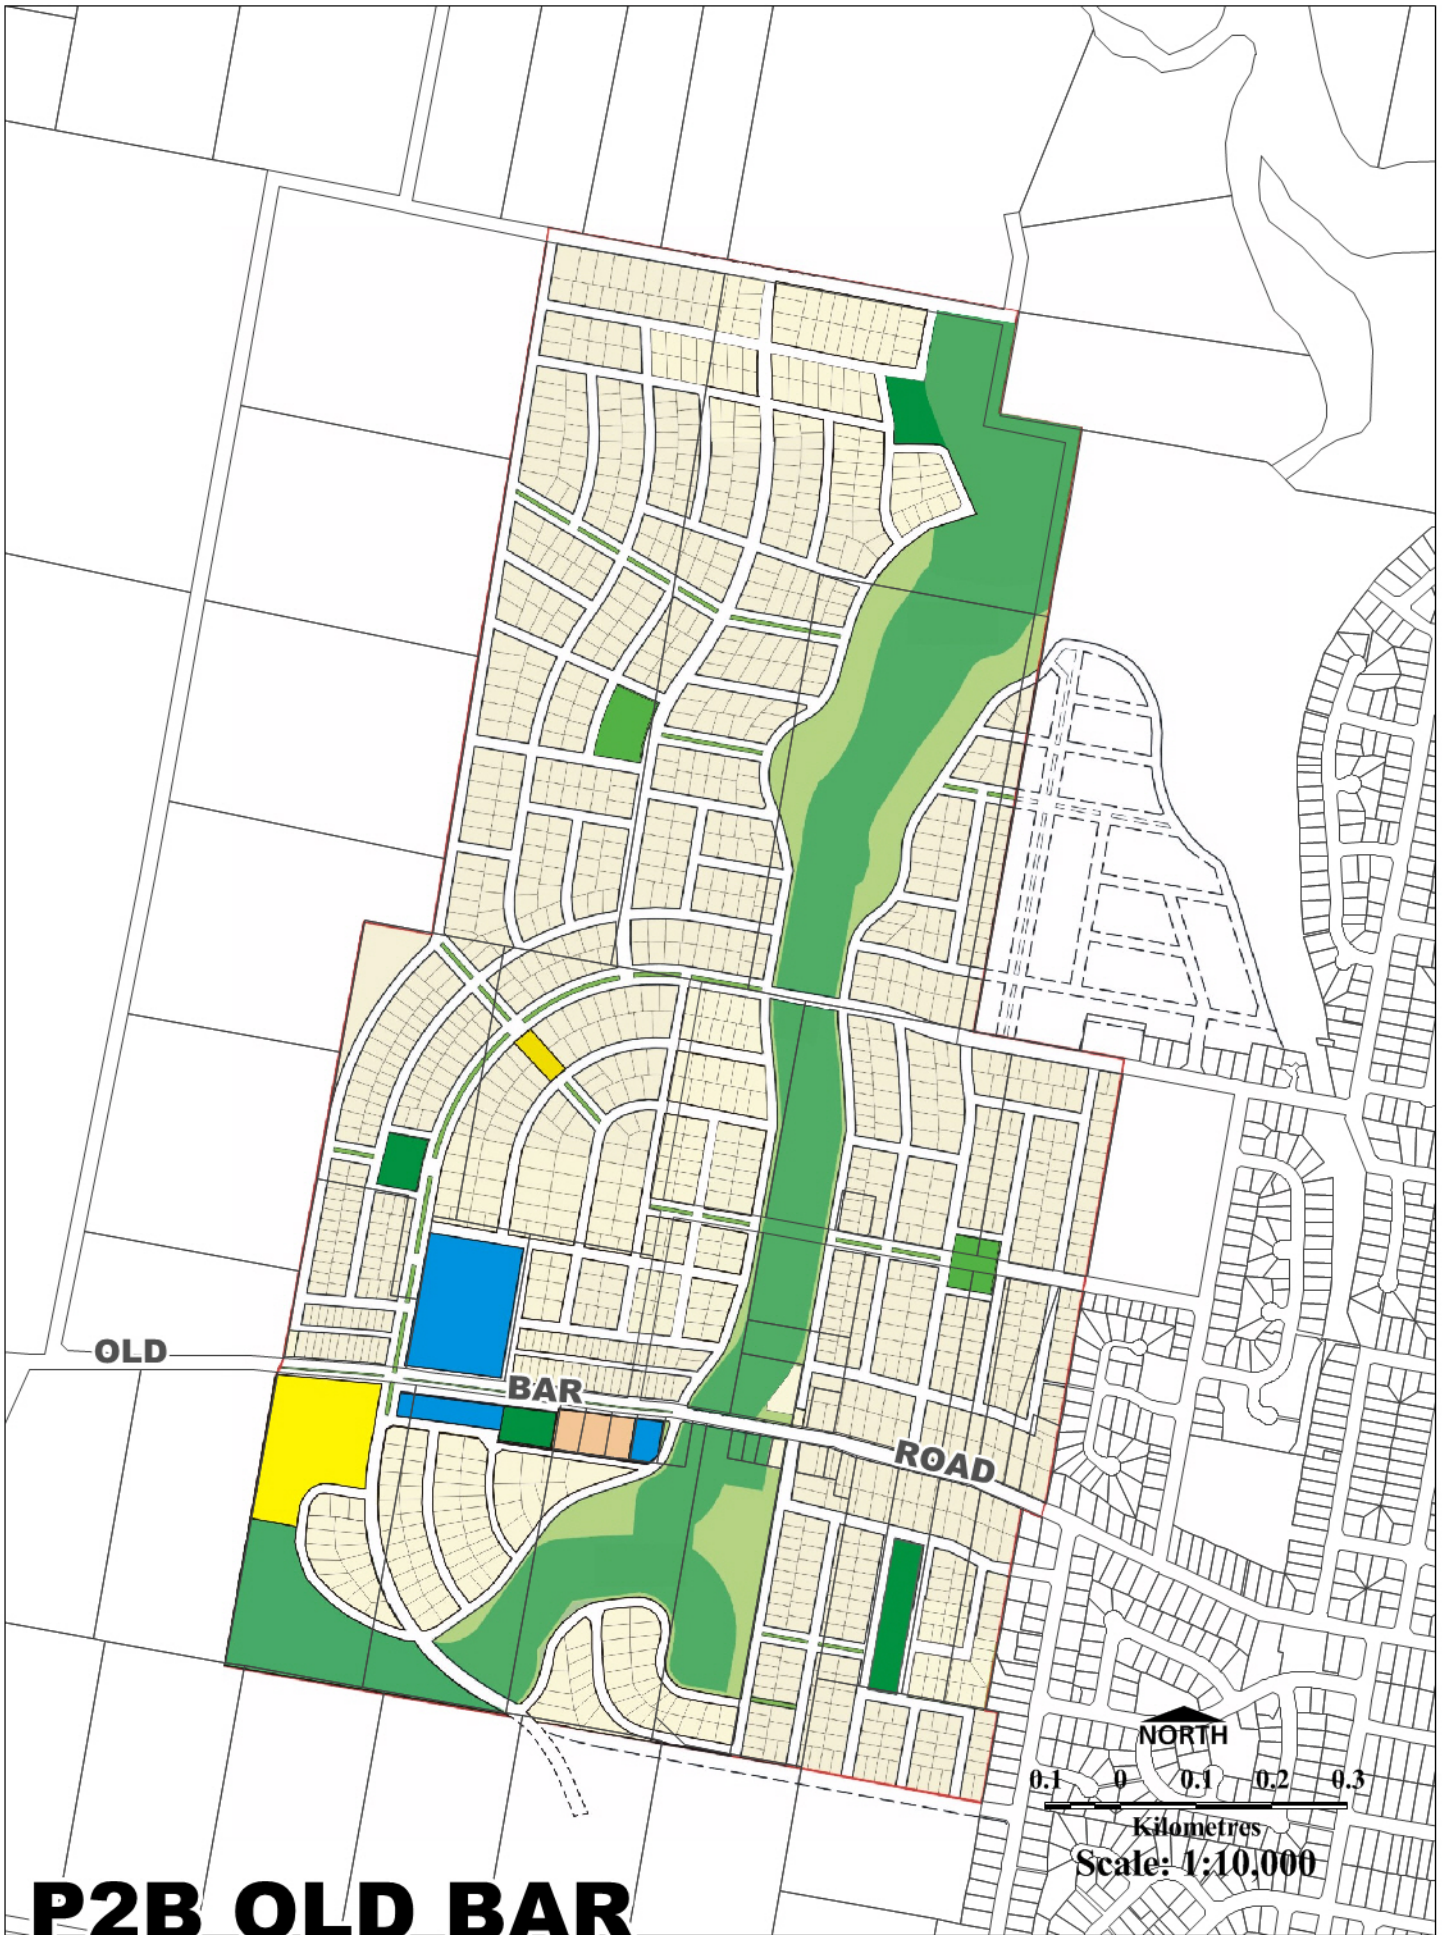 OLD
BAR
ROAD
NORTH
0.1 0 0.1 0.2 0.3
Kilometres
Scale: 1:10,000
P2B OLD BAR